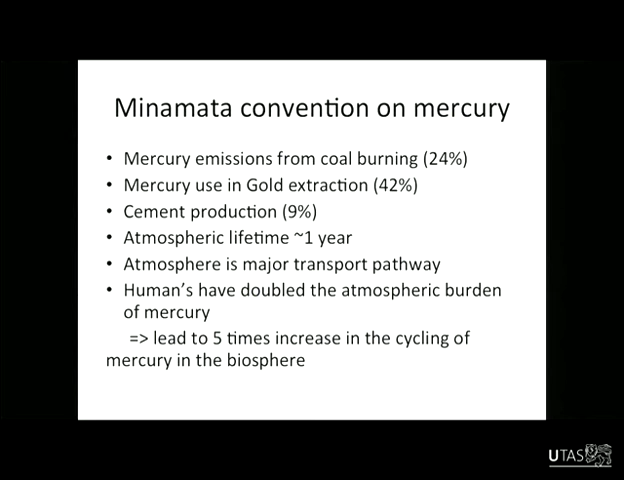 Minamata convention on mercury
• Mercury emissions from coal burning (24%)
• Mercury use in Gold extraction (42%)
• Cement production (9%)
• Atmospheric lifetime ~1 year
• Atmosphere is major transport pathway
• Human's have doubled the atmospheric burden
of mercury
=> lead to 5 times increase in the cycling of
mercury in the biosphere
UTAS